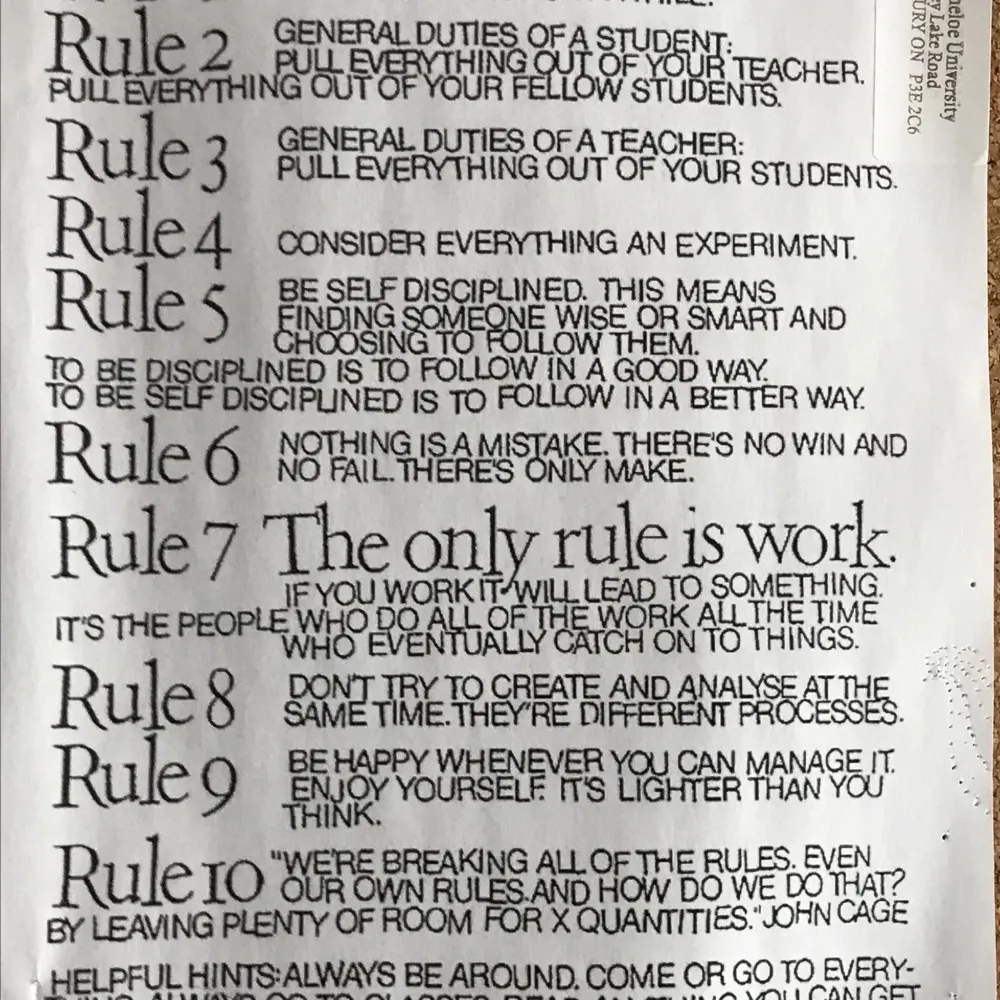 Rule 2 GENERAL DUTIES OF A STUDENT:
PULL EVERYTHING OUT OF YOUR TEACHER.
PULL EVERYTHING OUT OF YOUR FELLOW STUDENTS.
Rule 3 GENERAL DUTIES OF A TEACHER:
PULL EVERYTHING OUT OF YOUR STUDENTS.
Rule 4 CONSIDER EVERYTHING AN EXPERIMENT.
Rule 5 BE SELF DISCIPLINED. THIS MEANS
FINDING SOMEONE WISE OR SMART AND
CHOOSING TO FOLLOW THEM.
TO BE DISCIPLINED IS TO FOLLOW IN A GOOD WAY.
TO BE SELF DISCIPLINED IS TO FOLLOW IN A BETTER WAY.
Rule 6 NOTHING IS A MISTAKE. THERE'S NO WIN AND
NO FAIL. THERE'S ONLY MAKE.
Rule 7 The only rule is work.
IF YOU WORK IT WILL LEAD TO SOMETHING.
IT'S THE PEOPLE WHO DO ALL OF THE WORK ALL THE TIME
WHO EVENTUALLY CATCH ON TO THINGS.
Rule 8 DON'T TRY TO CREATE AND ANALYSE AT THE
SAME TIME. THEY'RE DIFFERENT PROCESSES.
Rule 9 BE HAPPY WHENEVER YOU CAN MANAGE IT.
ENJOY YOURSELF. IT'S LIGHTER THAN YOU
THINK.
Rule 10 "WE'RE BREAKING ALL OF THE RULES. EVEN
OUR OWN RULES. AND HOW DO WE DO THAT?
BY LEAVING PLENTY OF ROOM FOR X QUANTITIES." JOHN CAGE
HELPFUL HINTS: ALWAYS BE AROUND. COME OR GO TO EVERY-
University
Lake Road
ON P3E 2C6